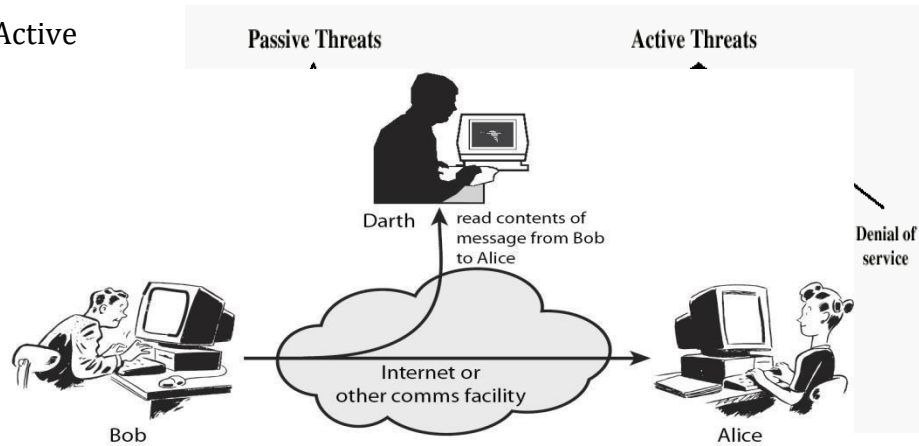 Active
Passive Threats
Active Threats
Darth
read contents of
message from Bob
to Alice
Denial of
service
Internet or
other comms facility
Bob
Alice